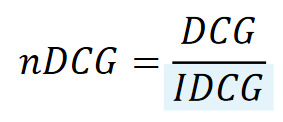 nDCG = DCG / IDCG